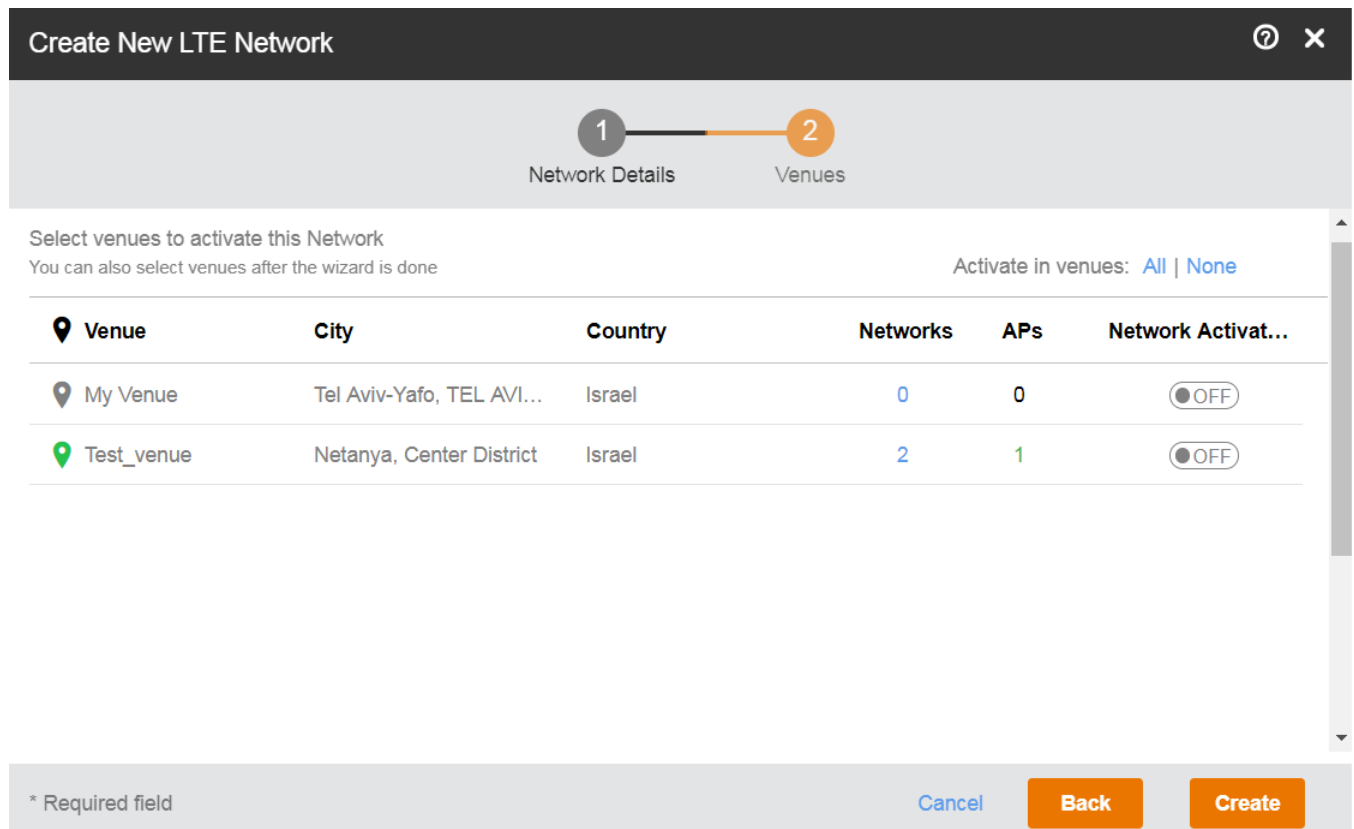 Create New LTE Network
1 2
Network Details Venues
Select venues to activate this Network
You can also select venues after the wizard is done
Activate in venues: All | None
Venue City Country Networks APs Network Activat...
My Venue Tel Aviv-Yafo, TEL AVI... Israel 0 0 OFF
Test_venue Netanya, Center District Israel 2 1 OFF
* Required field Cancel Back Create